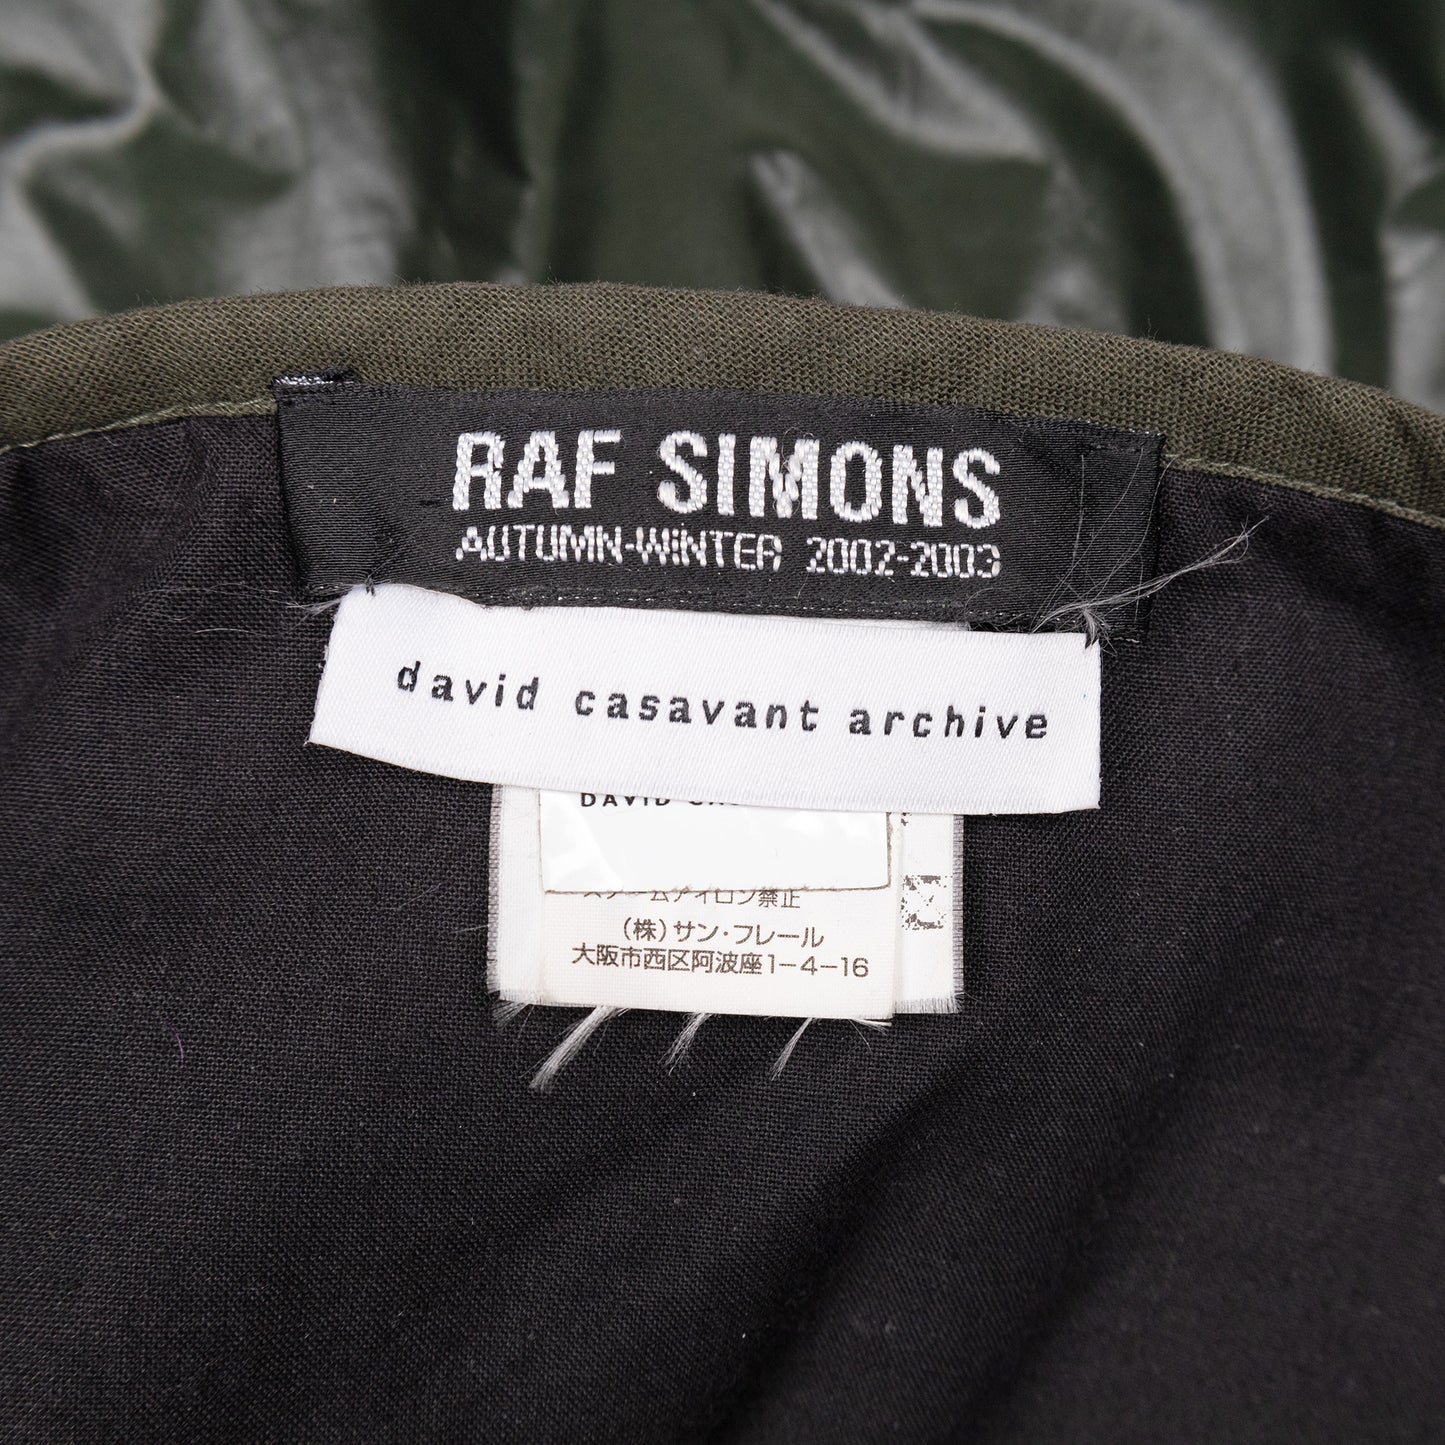 RAF SIMONS
AUTUMN-WINTER 2002-2003
david casavant archive
DAVID
スチームアイロン禁止
(株)サン・フレール
大阪市西区阿波座1-4-16